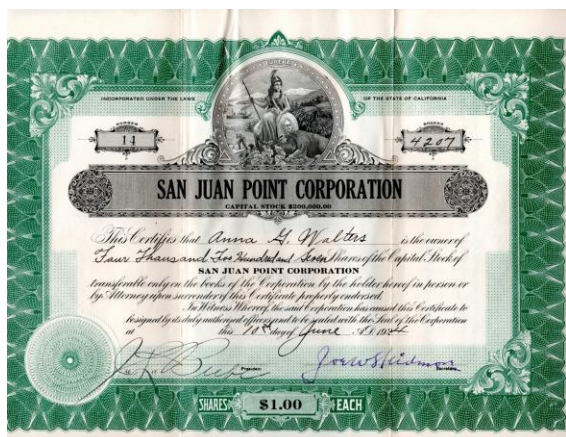 EUREKA
INCORPORATED UNDER THE LAWS OF THE STATE OF CALIFORNIA
NUMBER SHARES
14 4207
SAN JUAN POINT CORPORATION
CAPITAL STOCK $500,000.00
This Certifies that Anna G. Walters is the owner of
Four Thousand Two Hundred and Seven Shares of the Capital Stock of
SAN JUAN POINT CORPORATION
transferable only on the books of the Corporation by the holder hereof in person or
by Attorney upon surrender of this Certificate properly endorsed.
In Witness Whereof, the said Corporation has caused this Certificate to
be signed by its duly authorized officers and to be sealed with the Seal of the Corporation
at this 10th day of June A.D. 19
President Secretary
SHARES $1.00 EACH